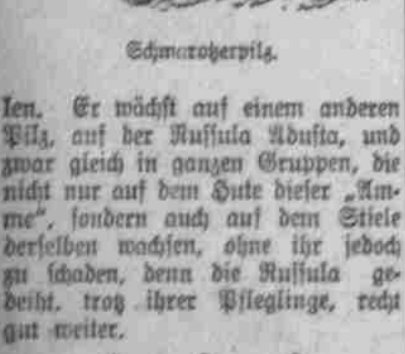 Schmarotzerpilz.
len. Er wächst auf einem anderen
Pilz, auf der Russula Adusta, und
zwar gleich in ganzen Gruppen, die
nicht nur auf dem Hute dieser „Am-
me“, sondern auch auf dem Stiele
derselben wachsen, ohne ihr jedoch
zu schaden, denn die Russula ge-
deiht, trotz ihrer Pfleglinge, recht
gut weiter.